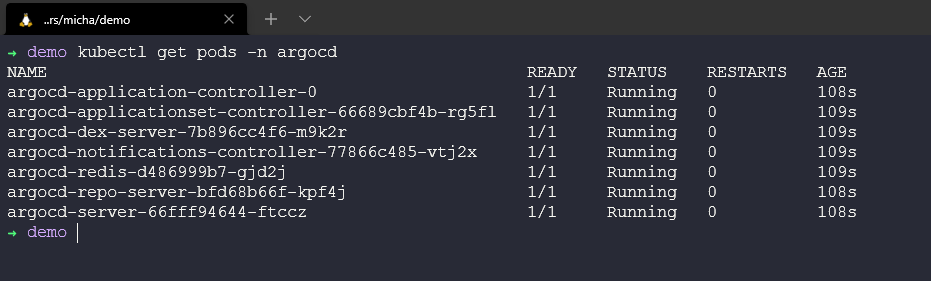 ..rs/micha/demo
→ demo kubectl get pods -n argocd
NAME READY STATUS RESTARTS AGE
argocd-application-controller-0 1/1 Running 0 108s
argocd-applicationset-controller-66689cbf4b-rg5fl 1/1 Running 0 109s
argocd-dex-server-7b896cc4f6-m9k2r 1/1 Running 0 109s
argocd-notifications-controller-77866c485-vtj2x 1/1 Running 0 109s
argocd-redis-d486999b7-gjd2j 1/1 Running 0 109s
argocd-repo-server-bfd68b66f-kpf4j 1/1 Running 0 108s
argocd-server-66fff94644-ftccz 1/1 Running 0 108s
→ demo